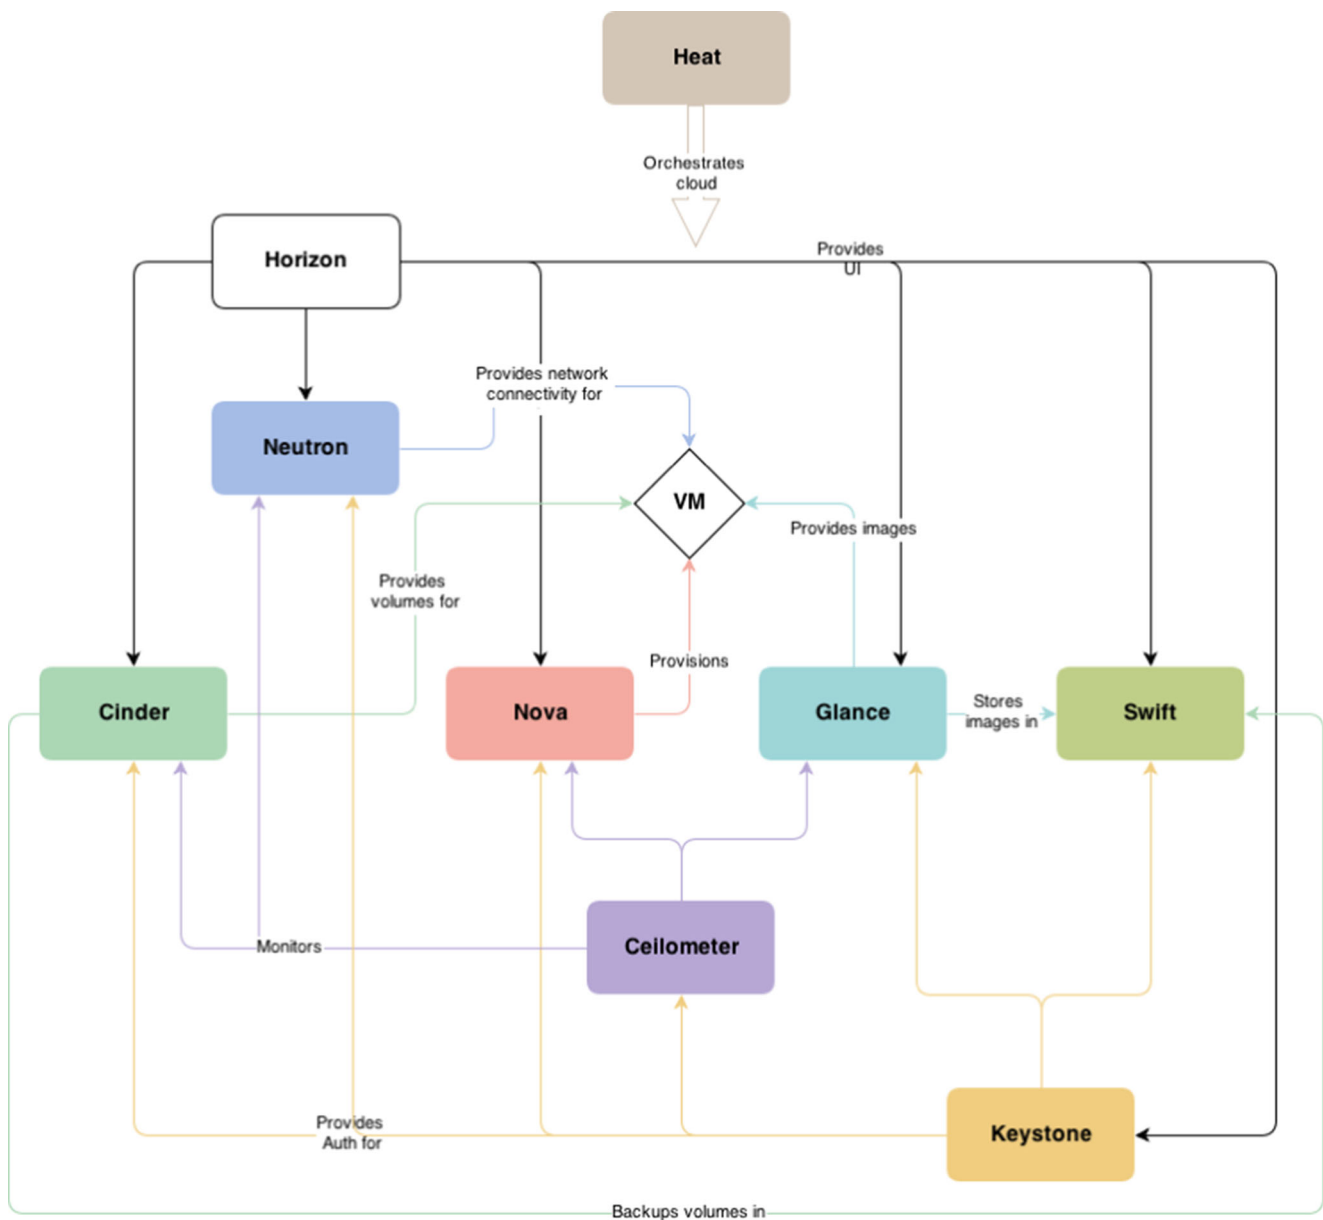 Heat
Orchestrates
cloud
Provides
UI
Horizon
Provides network
connectivity for
Neutron
VM
Provides images
Provides
volumes for
Provisions
Cinder
Nova
Glance
Stores
images in
Swift
Ceilometer
Monitors
Provides
Auth for
Keystone
Backups volumes in